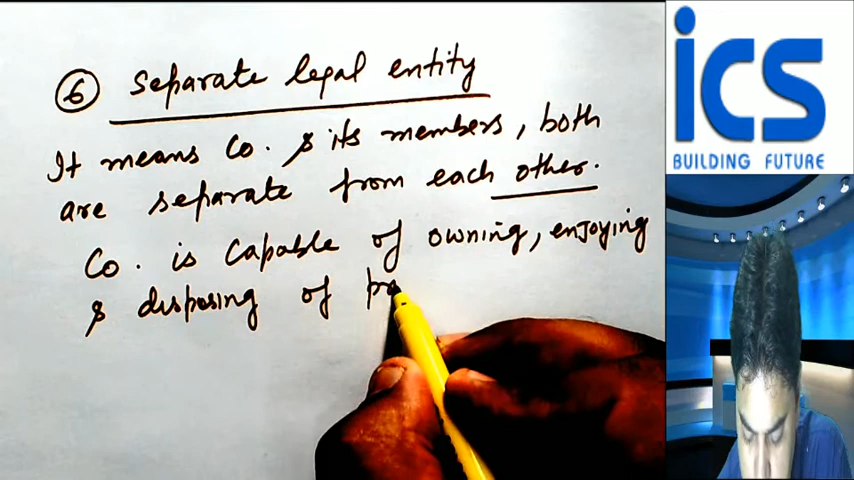 6 Separate legal entity
It means Co. & its members, both
are separate from each other.
Co. is capable of owning, enjoying
& disposing of
ics
BUILDING FUTURE